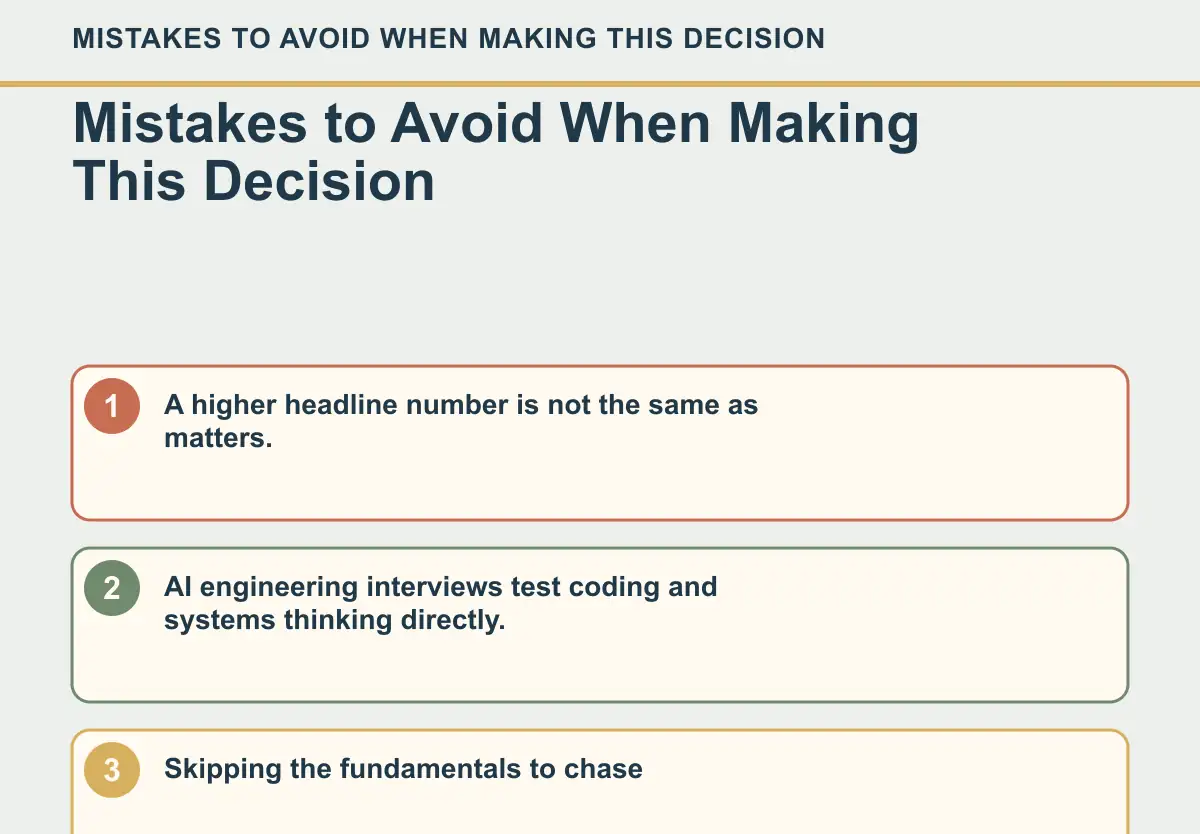 MISTAKES TO AVOID WHEN MAKING THIS DECISION
Mistakes to Avoid When Making
This Decision
1
A higher headline number is not the same as
matters.
2
AI engineering interviews test coding and
systems thinking directly.
3
Skipping the fundamentals to chase